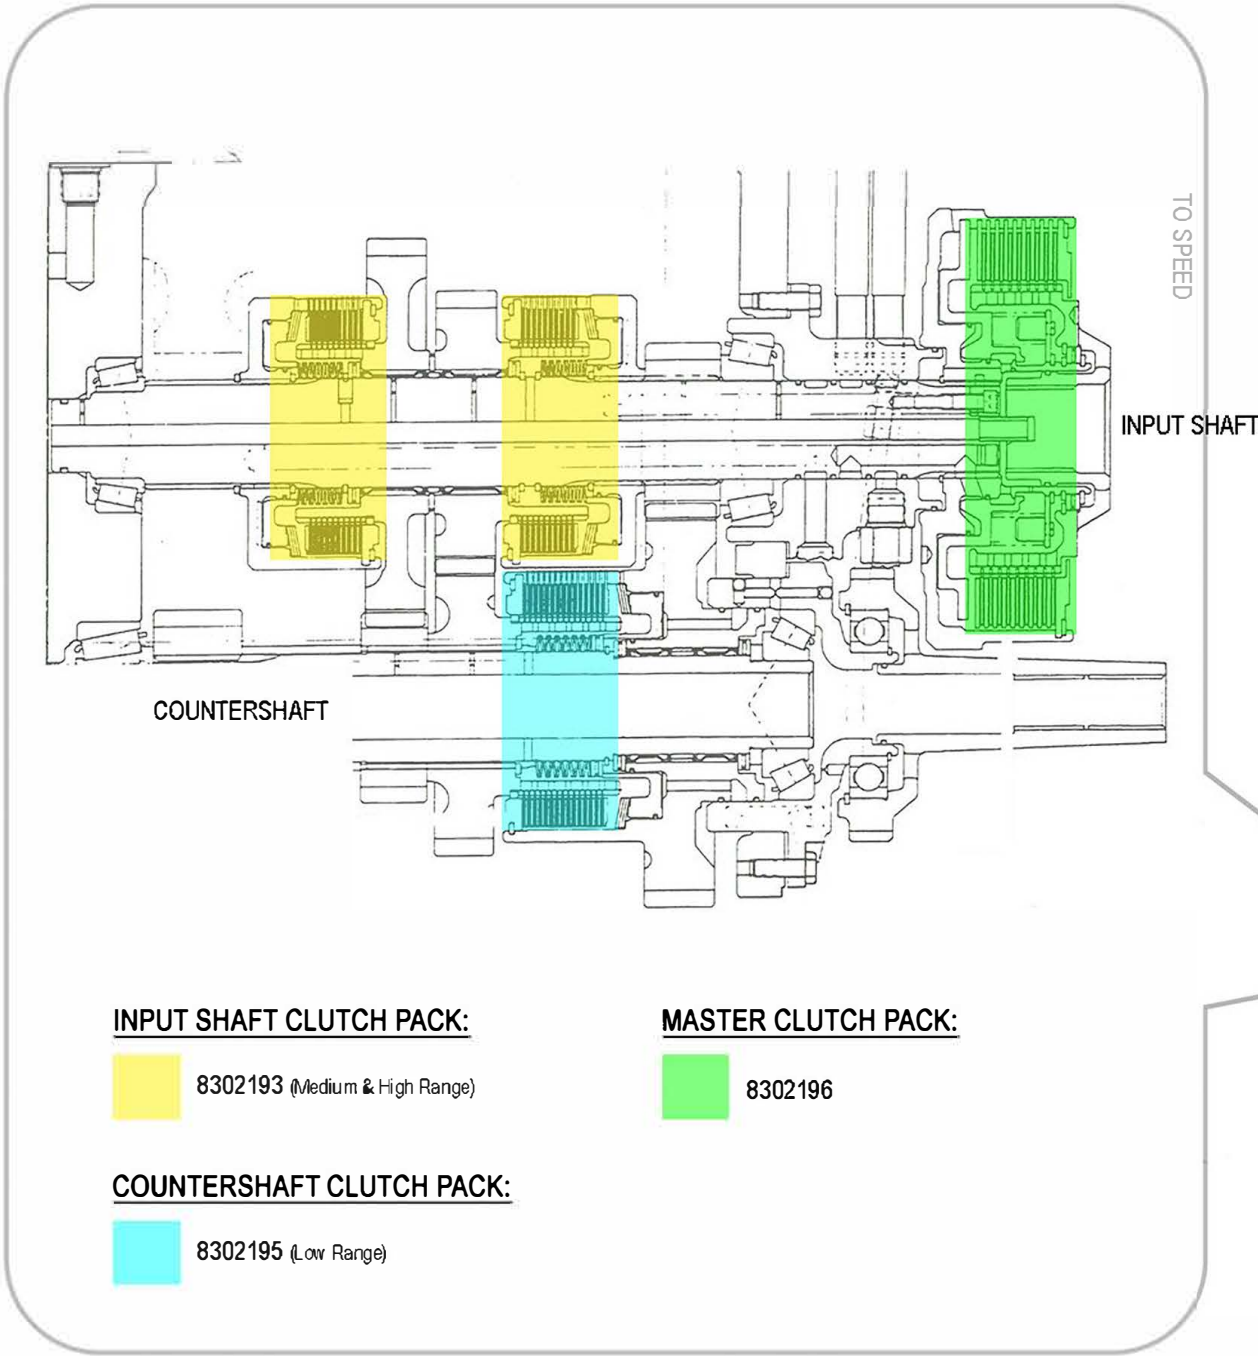 TO SPEED
INPUT SHAFT
COUNTERSHAFT
INPUT SHAFT CLUTCH PACK:
8302193 (Medium & High Range)
MASTER CLUTCH PACK:
8302196
COUNTERSHAFT CLUTCH PACK:
8302195 (Low Range)